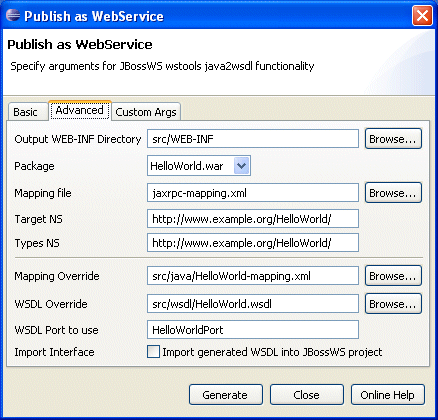 Publish as WebService
Publish as WebService
Specify arguments for JBossWS wstools java2wsdl functionality
Basic Advanced Custom Args
Output WEB-INF Directory src/WEB-INF Browse...
Package HelloWorld.war
Mapping file jaxrpc-mapping.xml Browse...
Target NS http://www.example.org/HelloWorld/
Types NS http://www.example.org/HelloWorld/
Mapping Override src/java/HelloWorld-mapping.xml Browse...
WSDL Override src/wsdl/HelloWorld.wsdl Browse...
WSDL Port to use HelloWorldPort
Import Interface Import generated WSDL into JBossWS project
Generate Close Online Help